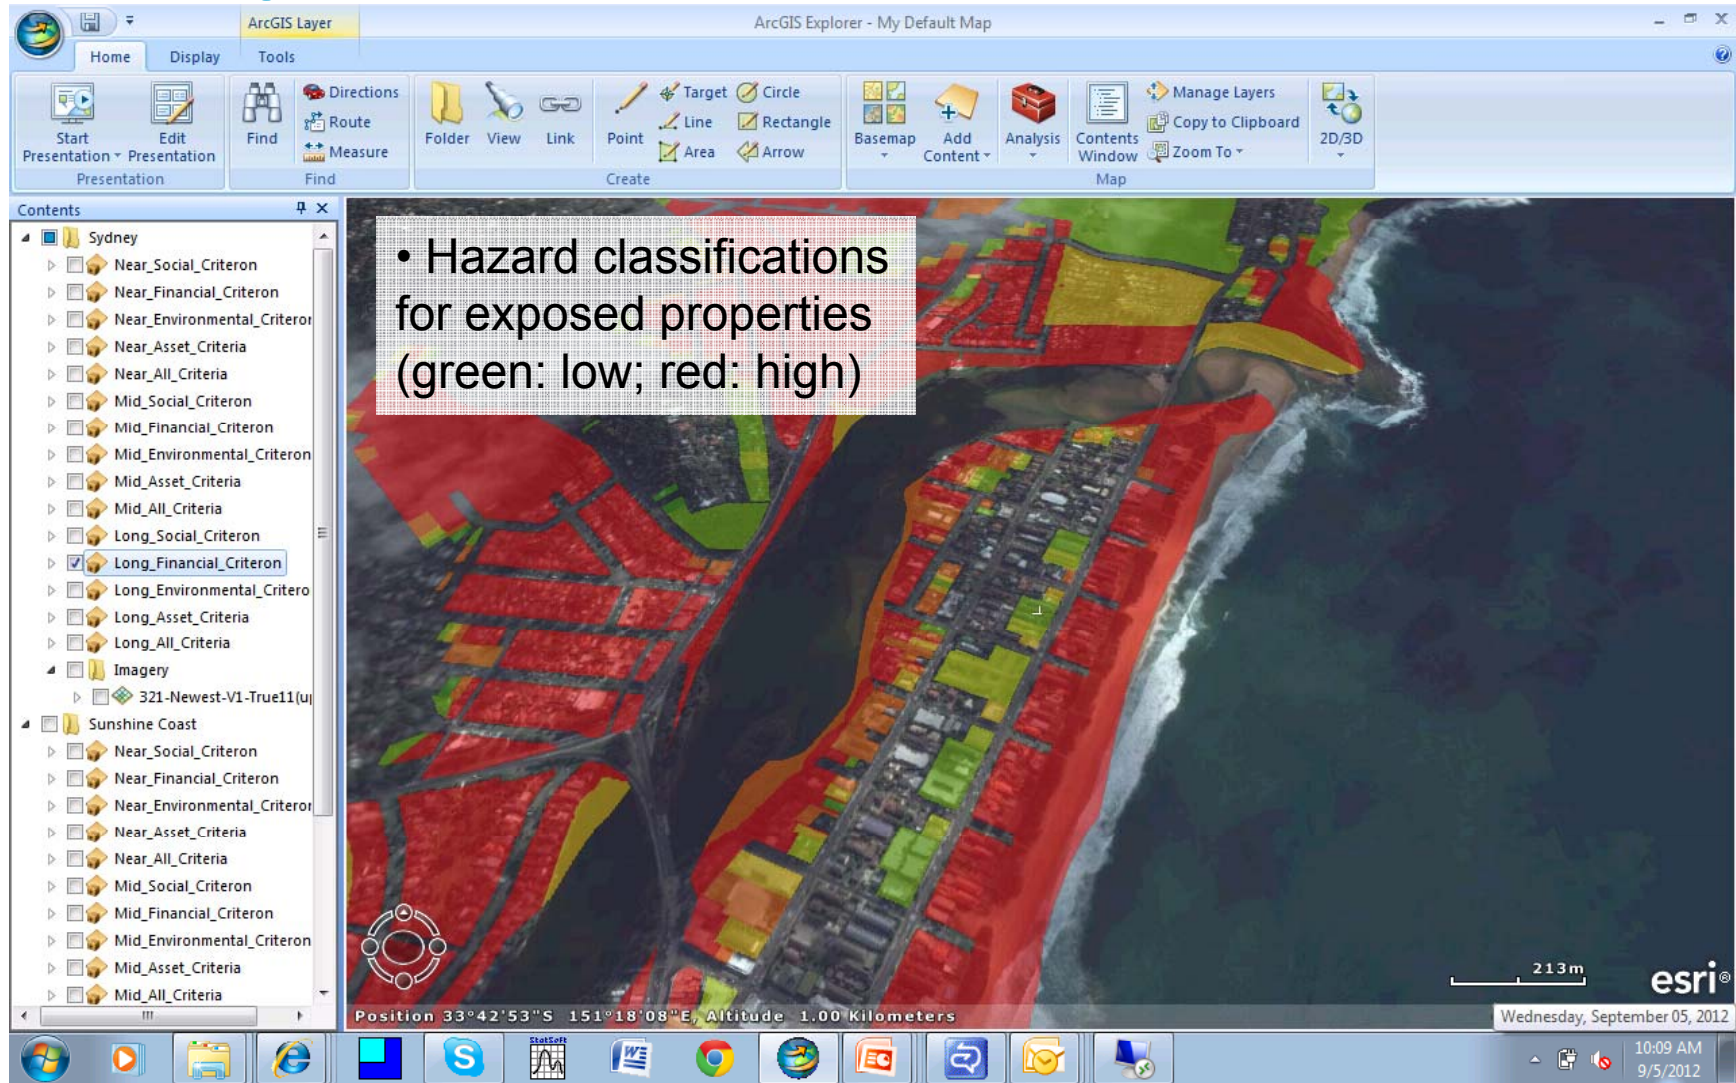 ArcGIS Layer
ArcGIS Explorer - My Default Map
Home Display Tools
Start Presentation
Edit Presentation
Presentation
Find
Directions
Route
Measure
Find
Folder
View
Link
Point
Target
Line
Area
Circle
Rectangle
Arrow
Create
Basemap
Add Content
Analysis
Contents Window
Manage Layers
Copy to Clipboard
Zoom To
2D/3D
Map
Contents
Sydney
Near_Social_Criteron
Near_Financial_Criteron
Near_Environmental_Criteror
Near_Asset_Criteria
Near_All_Criteria
Mid_Social_Criteron
Mid_Financial_Criteron
Mid_Environmental_Criteron
Mid_Asset_Criteria
Mid_All_Criteria
Long_Social_Criteron
Long_Financial_Criteron
Long_Environmental_Critero
Long_Asset_Criteria
Long_All_Criteria
Imagery
321-Newest-V1-True11(u
Sunshine Coast
Near_Social_Criteron
Near_Financial_Criteron
Near_Environmental_Criteror
Near_Asset_Criteria
Near_All_Criteria
Mid_Social_Criteron
Mid_Financial_Criteron
Mid_Environmental_Criteron
Mid_Asset_Criteria
Mid_All_Criteria
• Hazard classifications
for exposed properties
(green: low; red: high)
213m
esri®
Position 33°42'53"S 151°18'08"E, Altitude 1.00 Kilometers
Wednesday, September 05, 2012
StatSoft
10:09 AM
9/5/2012